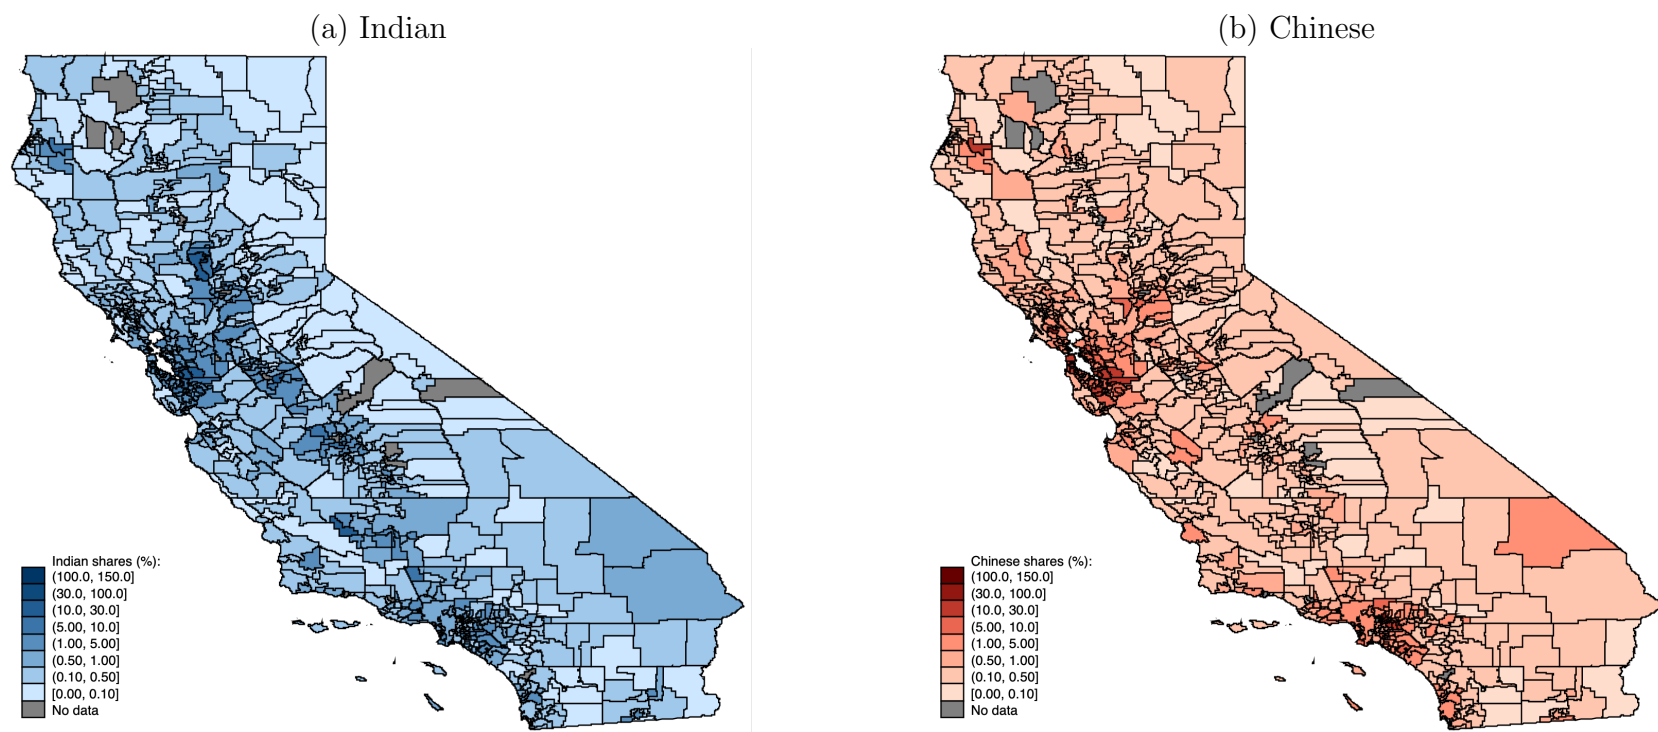 (a) Indian
(b) Chinese
Indian shares (%):
(100.0, 150.0]
(30.0, 100.0]
(10.0, 30.0]
(5.00, 10.0]
(1.00, 5.00]
(0.50, 1.00]
(0.10, 0.50]
[0.00, 0.10]
No data
Chinese shares (%):
(100.0, 150.0]
(30.0, 100.0]
(10.0, 30.0]
(5.00, 10.0]
(1.00, 5.00]
(0.50, 1.00]
(0.10, 0.50]
[0.00, 0.10]
No data